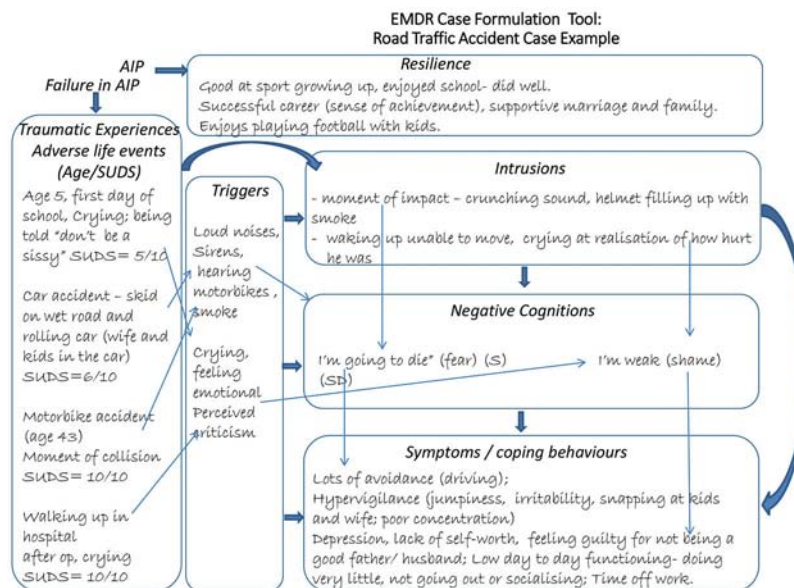 EMDR Case Formulation Tool:
Road Traffic Accident Case Example
AIP
Failure in AIP
Resilience
Good at sport growing up, enjoyed school- did well.
Successful career (sense of achievement), supportive marriage and family.
Enjoys playing football with kids.
Traumatic Experiences
Adverse life events
(Age/SUDS)
Age 5, first day of
school, Crying; being
told "don't be a
sissy" SUDS= 5/10
Car accident – skid
on wet road and
rolling car (wife and
kids in the car)
SUDS=6/10
Motorbike accident
(age 43)
Moment of collision
SUDS= 10/10
Walking up in
hospital
after op, crying
SUDS= 10/10
Triggers
Loud noises,
Sirens,
hearing
motorbikes,
smoke
Crying,
feeling
emotional
Perceived
criticism
Intrusions
- moment of impact – crunching sound, helmet filling up with
smoke
- waking up unable to move, crying at realisation of how hurt
he was
Negative Cognitions
I'm going to die* (fear) (S)
(SD)
I'm weak (shame)
Symptoms / coping behaviours
Lots of avoidance (driving);
Hypervigilance (jumpiness, irritability, snapping at kids
and wife; poor concentration)
Depression, lack of self-worth, feeling guilty for not being a
good father/ husband; Low day to day functioning- doing
very little, not going out or socialising; Time off work.